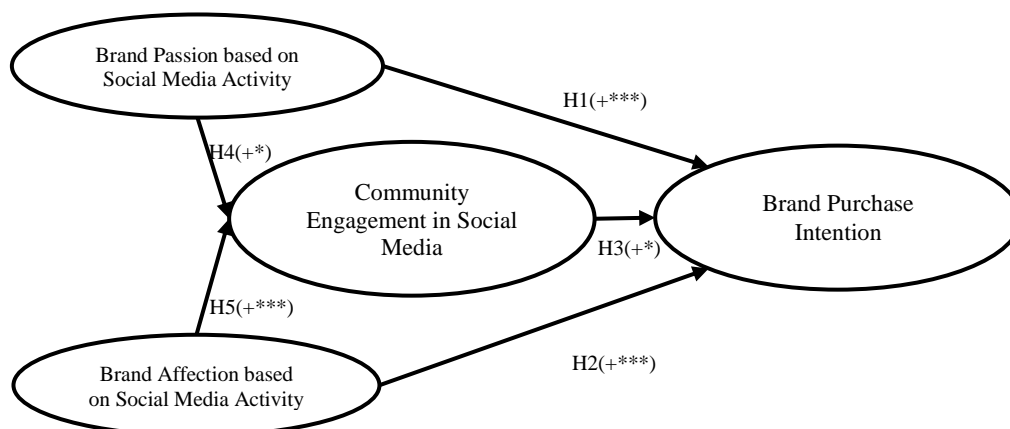 Brand Passion based on
Social Media Activity
H1(+***)
H4(+*)
Community
Engagement in Social
Media
Brand Purchase
Intention
H3(+*)
H5(+***)
H2(+***)
Brand Affection based
on Social Media Activity